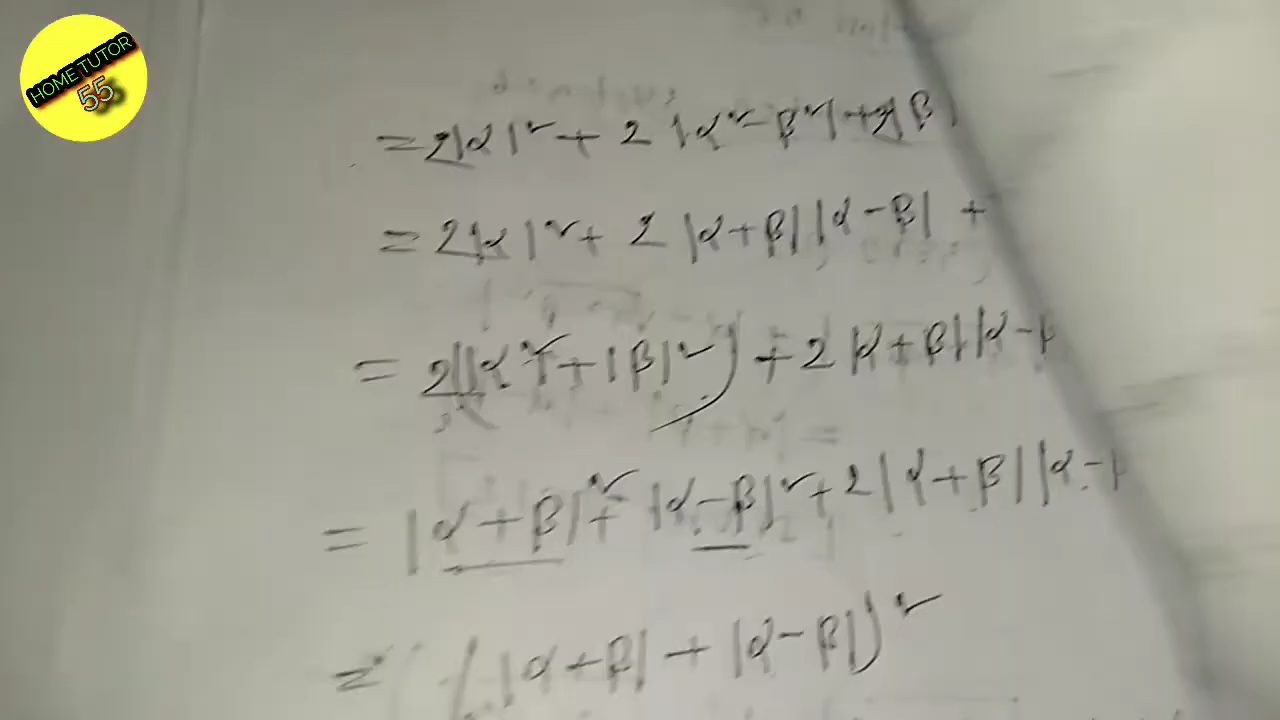 HOME TUTOR
55
= 2|α|² + 2 |α² - β²| + 2|β|
= 2|α|² + 2 |α + β| |α - β| +
= 2(|α|² + |β|²) + 2 |α + β| |α -
= |α + β|² + |α - β|² + 2 |α + β| |α -
= (|α + β| + |α - β|)²